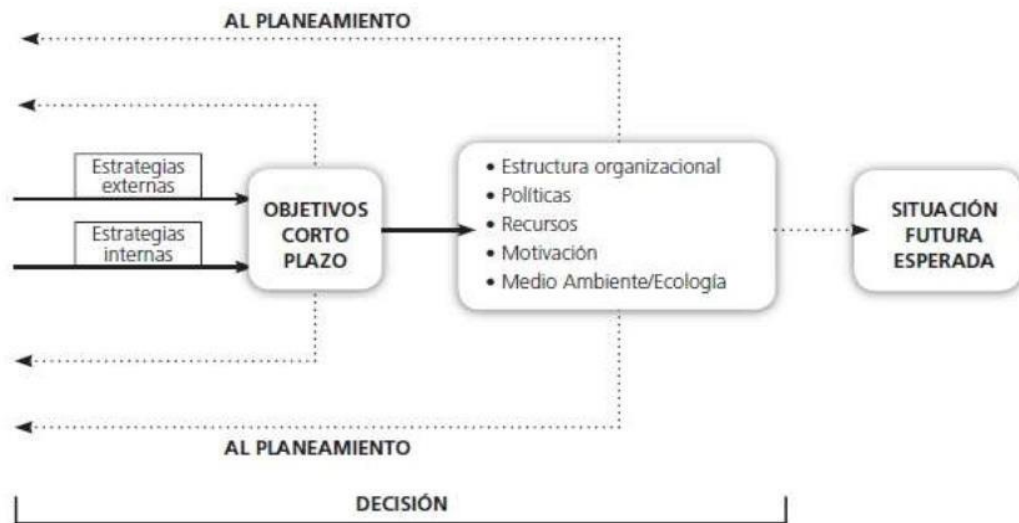 AL PLANEAMIENTO
Estrategias
externas
Estrategias
internas
OBJETIVOS
CORTO
PLAZO
• Estructura organizacional
• Políticas
• Recursos
• Motivación
• Medio Ambiente/Ecología
SITUACIÓN
FUTURA
ESPERADA
AL PLANEAMIENTO
DECISIÓN